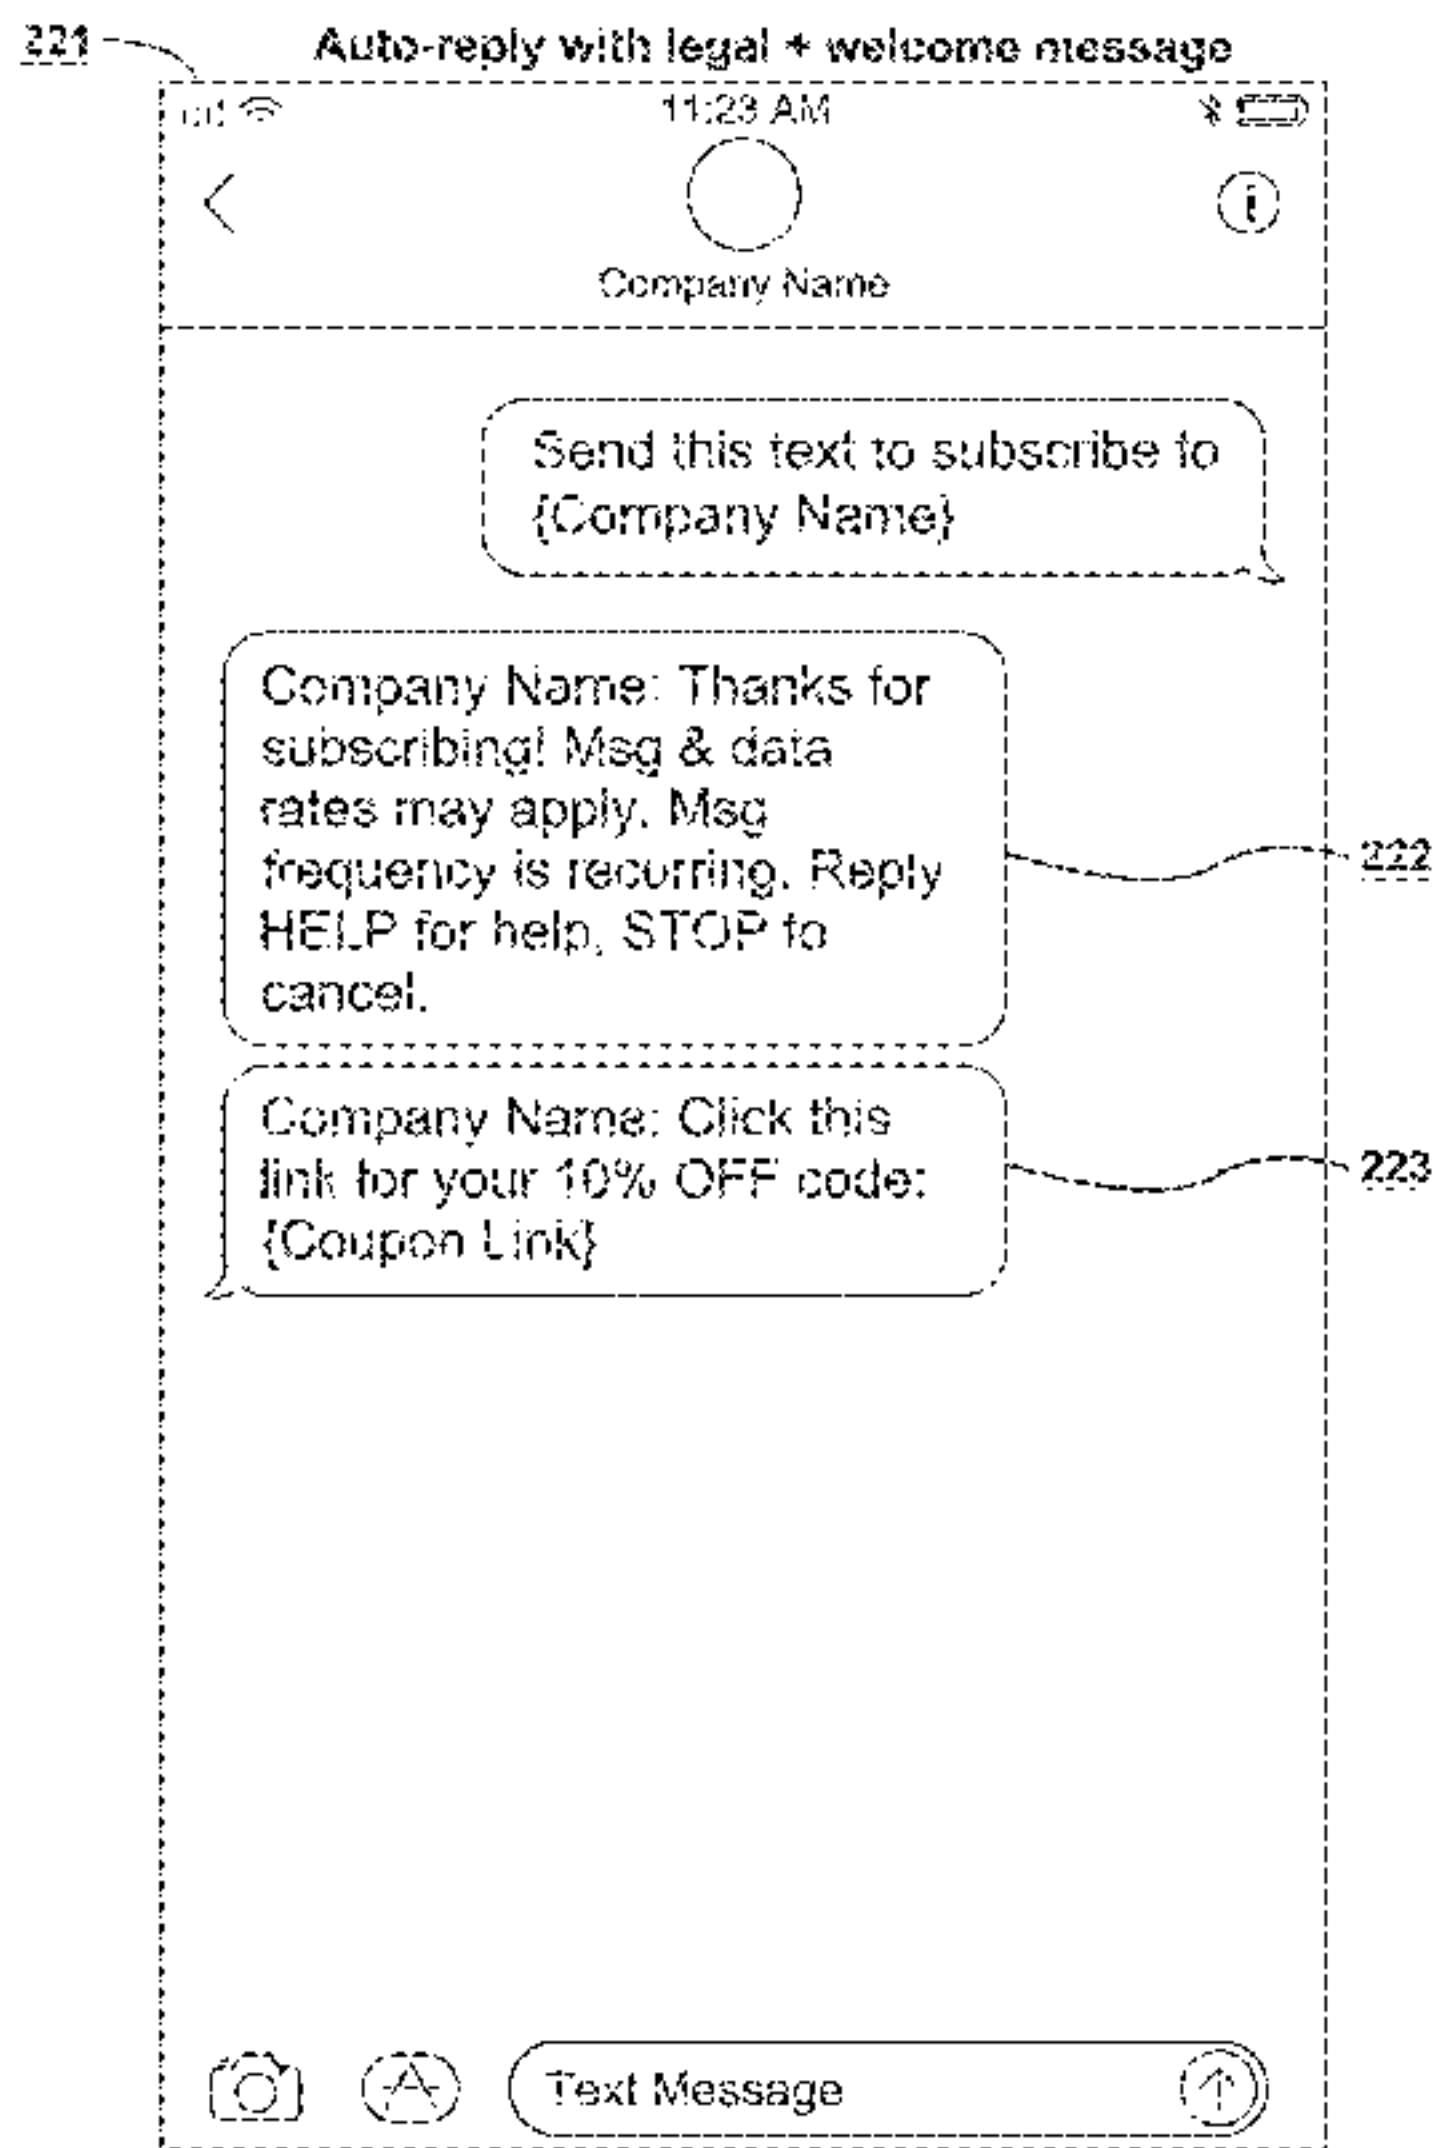 221
Auto-reply with legal + welcome message
11:23 AM
i
Company Name
Send this text to subscribe to
{Company Name}
Company Name: Thanks for
subscribing! Msg & data
rates may apply. Msg
frequency is recurring. Reply
HELP for help, STOP to
cancel.
222
Company Name: Click this
link for your 10% OFF code:
{Coupon Link}
223
Text Message